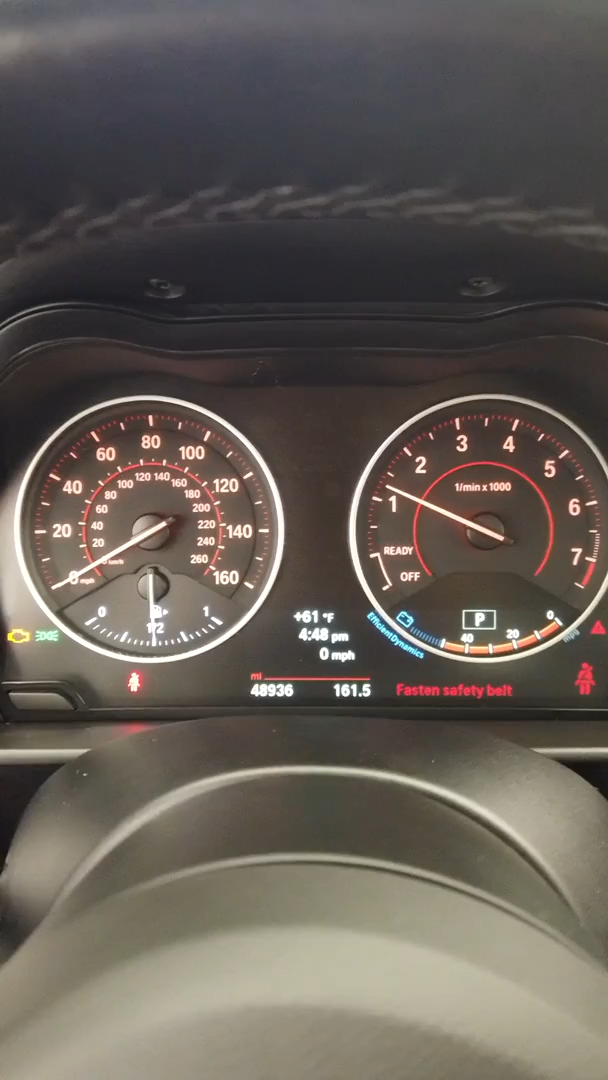 80
60 100
40 120
20 140
0 mph 160
120 140
100 160
80 180
60 200
40 220
20 240
0 km/h 260
0 1/2 1
3 4
2 5
1 6
7
1/min x 1000
READY
OFF
P
EfficientDynamics
40 20 0
mpg
+61 °F
4:48 pm
0 mph
mi
48936 161.5
Fasten safety belt